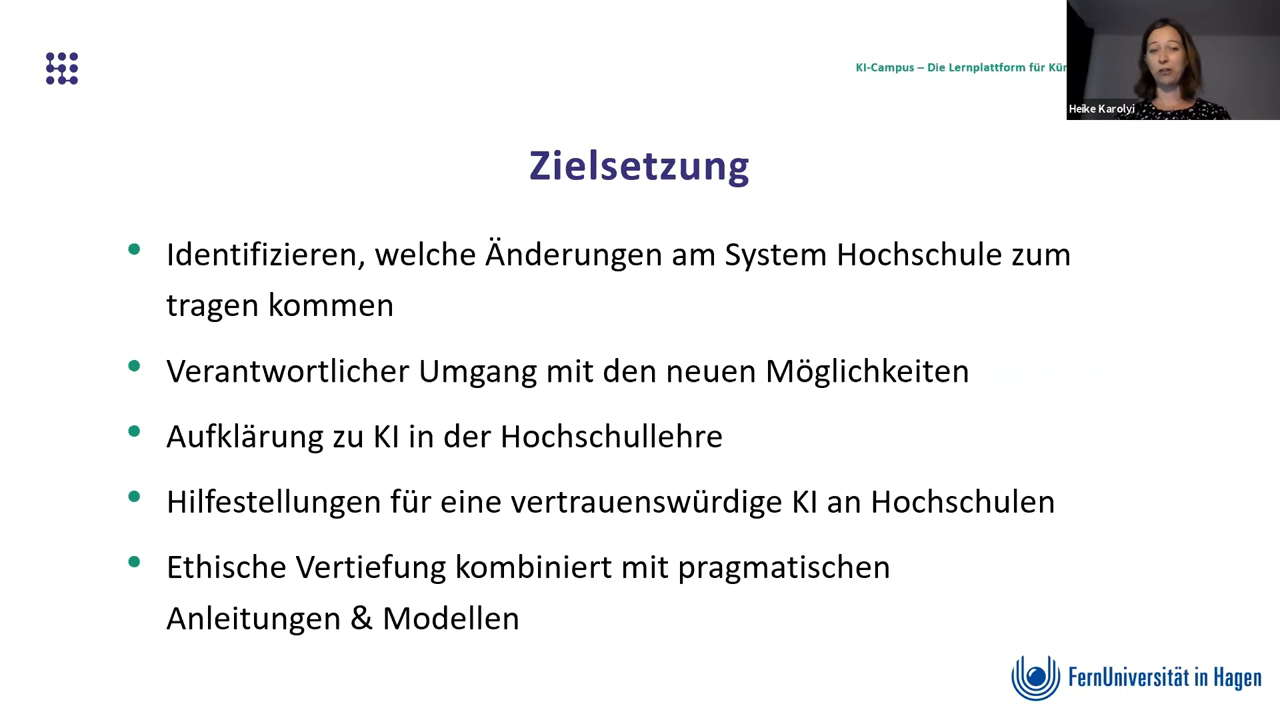 KI-Campus – Die Lernplattform für
Heike Karolyi
Zielsetzung
Identifizieren, welche Änderungen am System Hochschule zum
tragen kommen
Verantwortlicher Umgang mit den neuen Möglichkeiten
Aufklärung zu KI in der Hochschullehre
Hilfestellungen für eine vertrauenswürdige KI an Hochschulen
Ethische Vertiefung kombiniert mit pragmatischen
Anleitungen & Modellen
FernUniversität in Hagen